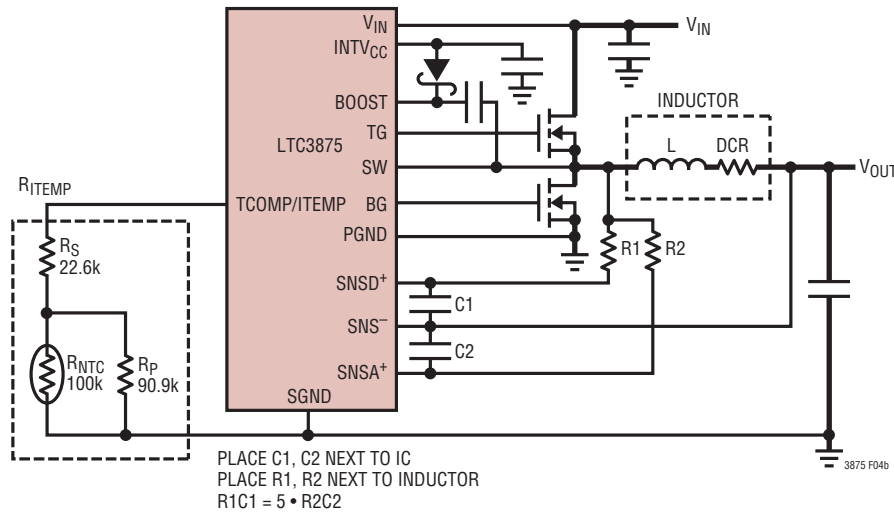 V_IN
V_IN
INTV_CC
INDUCTOR
BOOST
L
DCR
TG
LTC3875
SW
V_OUT
R_ITEMP
TCOMP/ITEMP
BG
PGND
R_S
22.6k
R1
R2
SNSD+
C1
SNS–
C2
R_NTC
100k
R_P
90.9k
SNSA+
SGND
PLACE C1, C2 NEXT TO IC
PLACE R1, R2 NEXT TO INDUCTOR
R1C1 = 5 • R2C2
3875 F04b